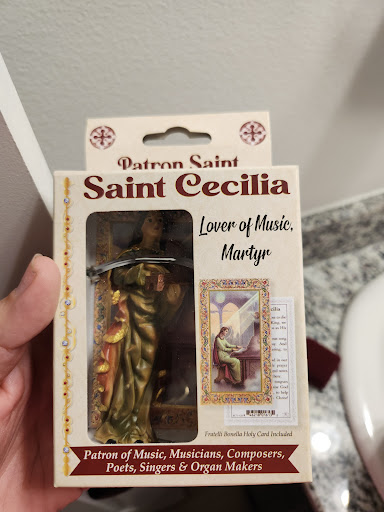 Patron Saint
Saint Cecilia
Lover of Music,
Martyr
Fratelli Bonella Holy Card Included
Patron of Music, Musicians, Composers,
Poets, Singers & Organ Makers